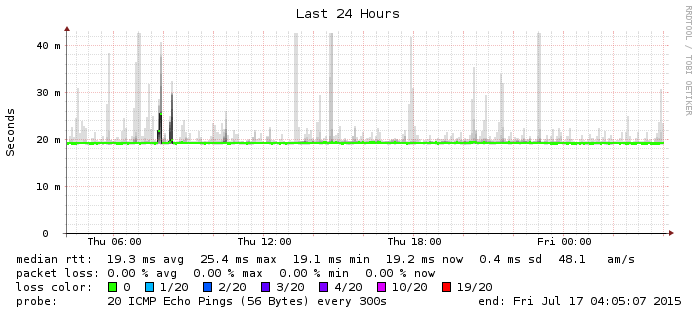 Last 24 Hours
RRDTOOL / TOBI OETIKER
Seconds
40 m
30 m
20 m
10 m
0
Thu 06:00 Thu 12:00 Thu 18:00 Fri 00:00
median rtt: 19.3 ms avg 25.4 ms max 19.1 ms min 19.2 ms now 0.4 ms sd 48.1 am/s
packet loss: 0.00 % avg 0.00 % max 0.00 % min 0.00 % now
loss color: 0 1/20 2/20 3/20 4/20 10/20 19/20
probe: 20 ICMP Echo Pings (56 Bytes) every 300s end: Fri Jul 17 04:05:07 2015